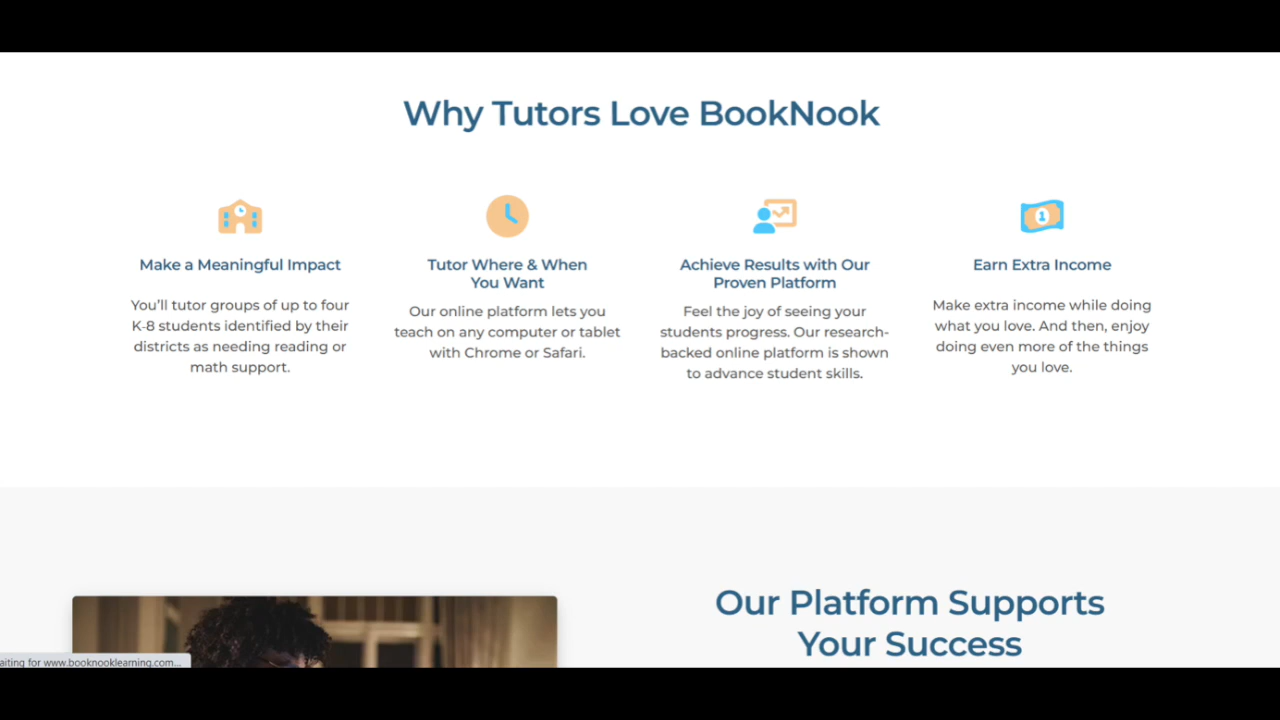 Why Tutors Love BookNook
Make a Meaningful Impact
You'll tutor groups of up to four
K-8 students identified by their
districts as needing reading or
math support.
Tutor Where & When
You Want
Our online platform lets you
teach on any computer or tablet
with Chrome or Safari.
Achieve Results with Our
Proven Platform
Feel the joy of seeing your
students progress. Our research-
backed online platform is shown
to advance student skills.
1
Earn Extra Income
Make extra income while doing
what you love. And then, enjoy
doing even more of the things
you love.
Our Platform Supports
Your Success
aiting for www.booknooklearning.com...